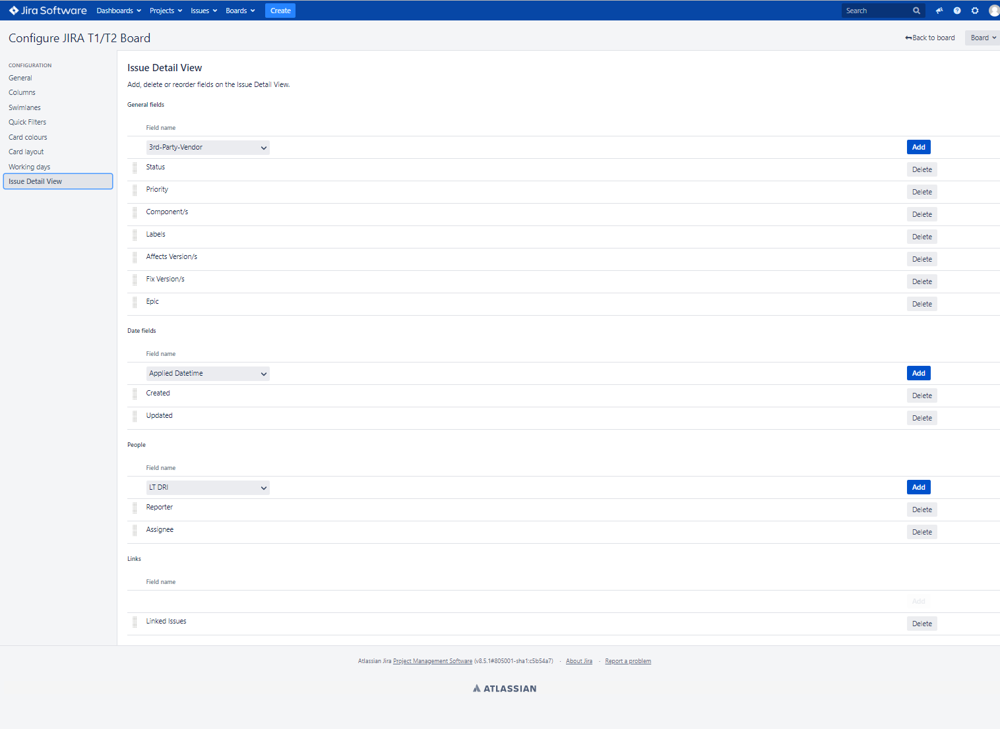 Jira Software Dashboards Projects Issues Boards Create Search
Configure JIRA T1/T2 Board Back to board Board
CONFIGURATION
General
Columns
Swimlanes
Quick Filters
Card colours
Card layout
Working days
Issue Detail View
Issue Detail View
Add, delete or reorder fields on the Issue Detail View.
General fields
Field name
3rd-Party-Vendor Add
Status Delete
Priority Delete
Component/s Delete
Labels Delete
Affects Version/s Delete
Fix Version/s Delete
Epic Delete
Date fields
Field name
Applied Datetime Add
Created Delete
Updated Delete
People
Field name
LT DRI Add
Reporter Delete
Assignee Delete
Links
Field name
Add
Linked Issues Delete
Atlassian Jira Project Management Software (v8.5.1#805001-sha1:c5b54a7) · About Jira · Report a problem
ATLASSIAN